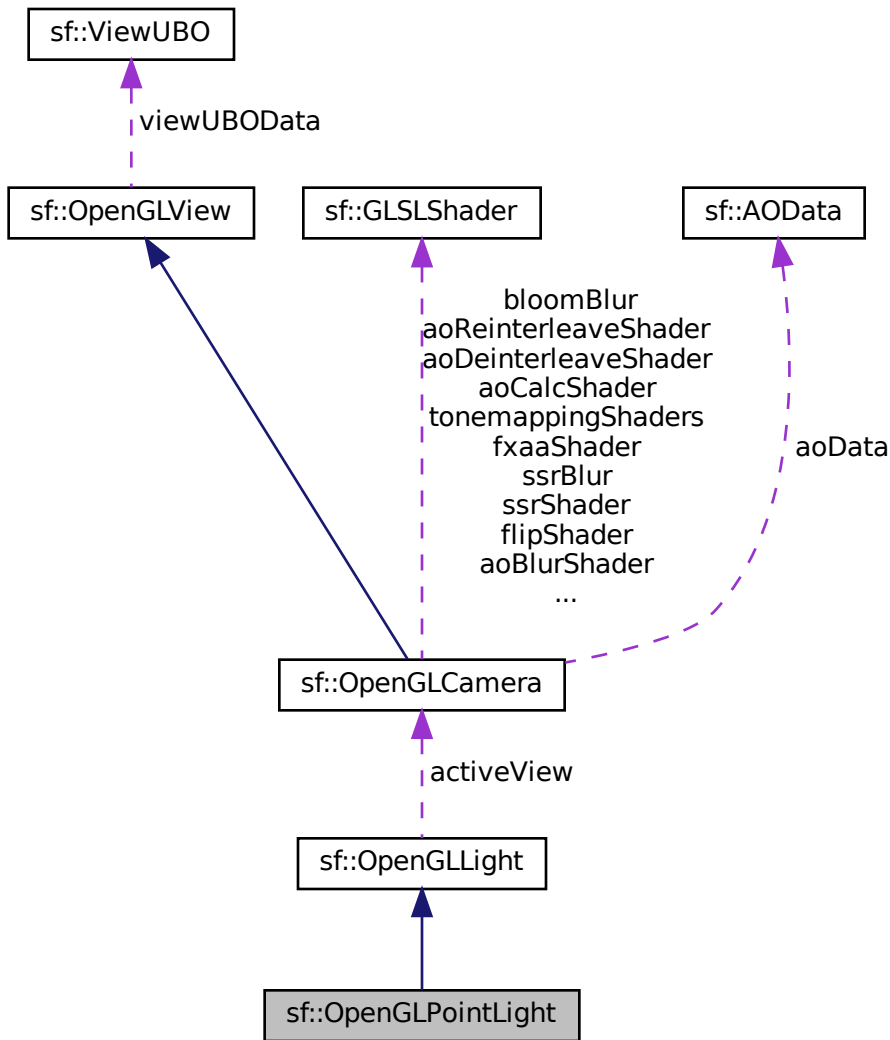 sf::ViewUBO
viewUBOData
sf::OpenGLView
sf::GLSLShader
sf::AOData
bloomBlur
aoReinterleaveShader
aoDeinterleaveShader
aoCalcShader
tonemappingShaders
fxaaShader
ssrBlur
ssrShader
flipShader
aoBlurShader
...
aoData
sf::OpenGLCamera
activeView
sf::OpenGLLight
sf::OpenGLPointLight